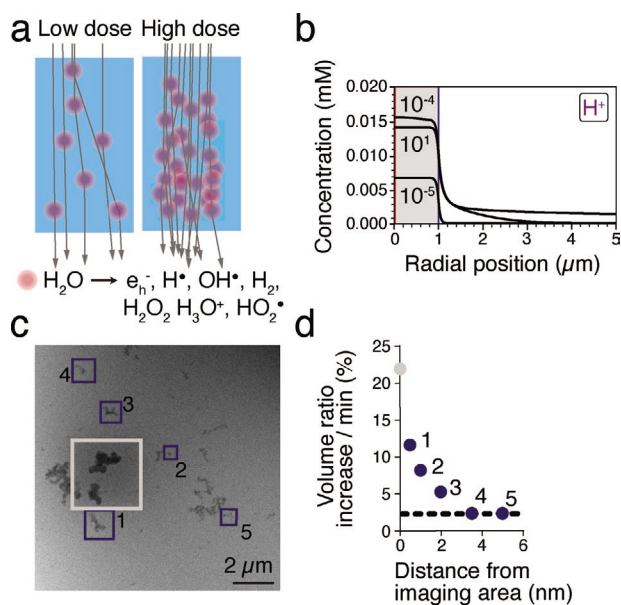 a
Low dose High dose
H₂O → eₕ⁻, H•, OH•, H₂,
H₂O₂ H₃O⁺, HO₂•
b
Concentration (mM)
0.020
0.015
0.010
0.005
0.000
10⁻⁴
10¹
10⁻⁵
H⁺
0 1 2 3 4 5
Radial position (µm)
c
4
3
2
1
5
2 µm
d
Volume ratio
increase / min (%)
25
20
15
10
5
0
1
2
3
4 5
0 2 4 6
Distance from
imaging area (nm)